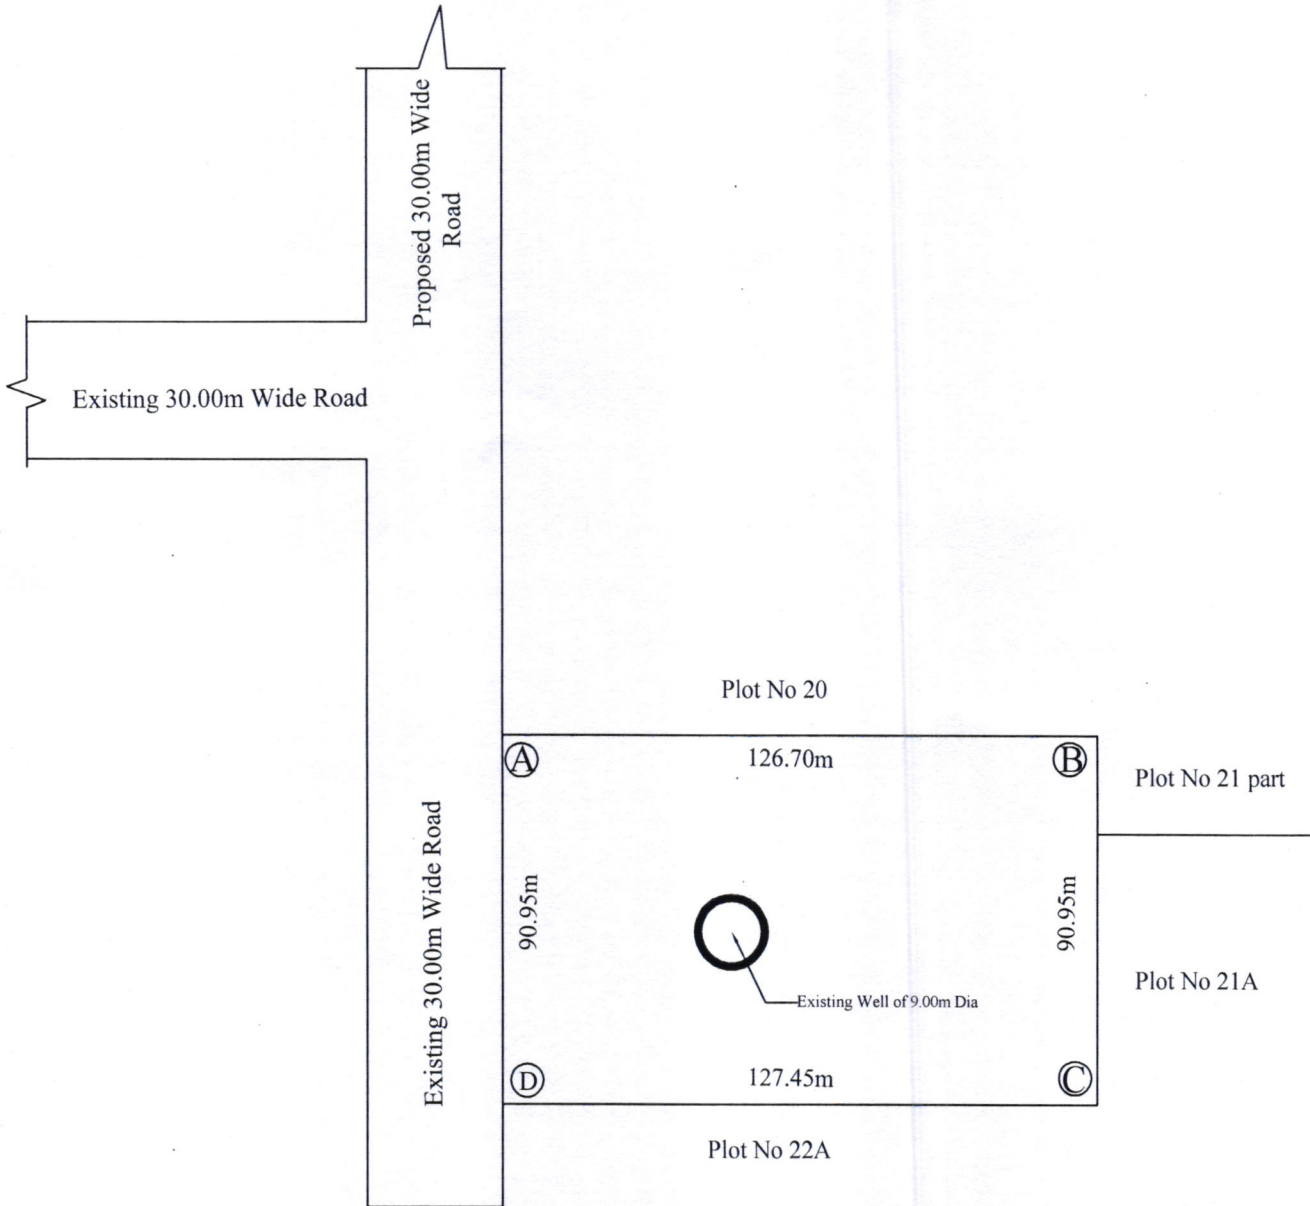 Proposed 30.00m Wide
Road
Existing 30.00m Wide Road
Plot No 20
A
126.70m
B
Plot No 21 part
Existing 30.00m Wide Road
90.95m
90.95m
Plot No 21A
Existing Well of 9.00m Dia
D
127.45m
C
Plot No 22A